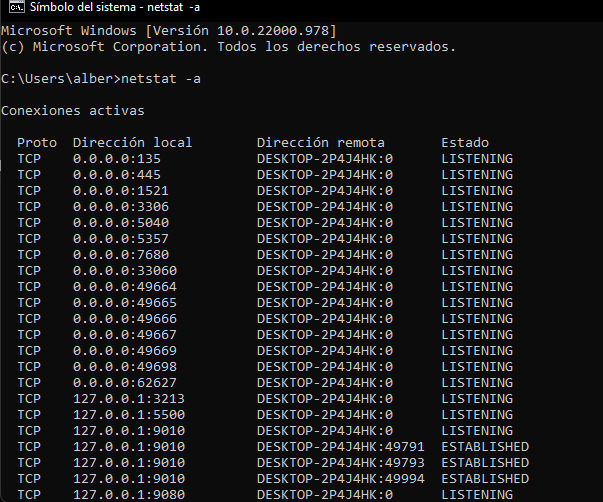 Símbolo del sistema - netstat -a
Microsoft Windows [Versión 10.0.22000.978]
(c) Microsoft Corporation. Todos los derechos reservados.
C:\Users\alber>netstat -a
Conexiones activas
Proto Dirección local Dirección remota Estado
TCP 0.0.0.0:135 DESKTOP-2P4J4HK:0 LISTENING
TCP 0.0.0.0:445 DESKTOP-2P4J4HK:0 LISTENING
TCP 0.0.0.0:1521 DESKTOP-2P4J4HK:0 LISTENING
TCP 0.0.0.0:3306 DESKTOP-2P4J4HK:0 LISTENING
TCP 0.0.0.0:5040 DESKTOP-2P4J4HK:0 LISTENING
TCP 0.0.0.0:5357 DESKTOP-2P4J4HK:0 LISTENING
TCP 0.0.0.0:7680 DESKTOP-2P4J4HK:0 LISTENING
TCP 0.0.0.0:33060 DESKTOP-2P4J4HK:0 LISTENING
TCP 0.0.0.0:49664 DESKTOP-2P4J4HK:0 LISTENING
TCP 0.0.0.0:49665 DESKTOP-2P4J4HK:0 LISTENING
TCP 0.0.0.0:49666 DESKTOP-2P4J4HK:0 LISTENING
TCP 0.0.0.0:49667 DESKTOP-2P4J4HK:0 LISTENING
TCP 0.0.0.0:49669 DESKTOP-2P4J4HK:0 LISTENING
TCP 0.0.0.0:49698 DESKTOP-2P4J4HK:0 LISTENING
TCP 0.0.0.0:62627 DESKTOP-2P4J4HK:0 LISTENING
TCP 127.0.0.1:3213 DESKTOP-2P4J4HK:0 LISTENING
TCP 127.0.0.1:5500 DESKTOP-2P4J4HK:0 LISTENING
TCP 127.0.0.1:9010 DESKTOP-2P4J4HK:0 LISTENING
TCP 127.0.0.1:9010 DESKTOP-2P4J4HK:49791 ESTABLISHED
TCP 127.0.0.1:9010 DESKTOP-2P4J4HK:49793 ESTABLISHED
TCP 127.0.0.1:9010 DESKTOP-2P4J4HK:49994 ESTABLISHED
TCP 127.0.0.1:9080 DESKTOP-2P4J4HK:0 LISTENING